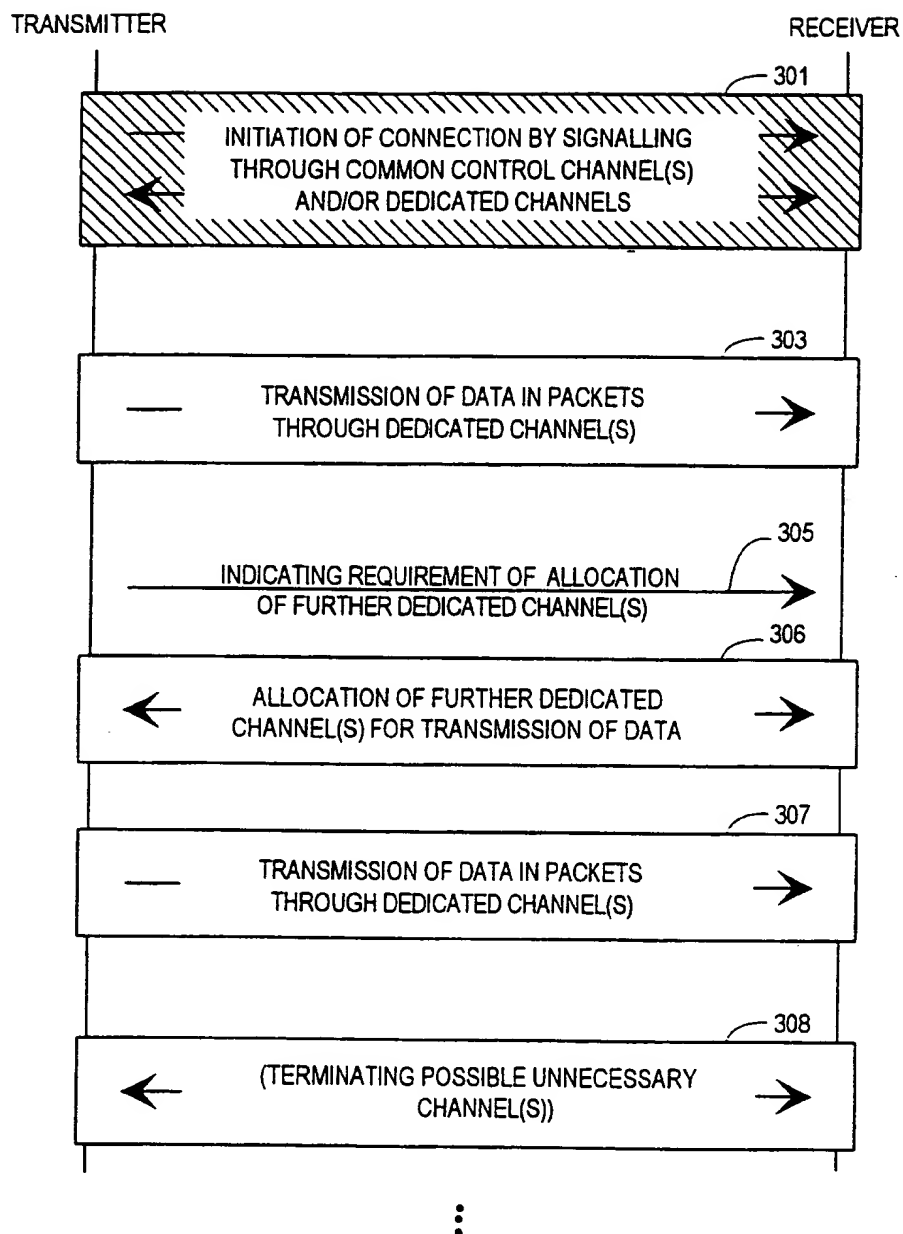 TRANSMITTER
RECEIVER
301
INITIATION OF CONNECTION BY SIGNALLING
THROUGH COMMON CONTROL CHANNEL(S)
AND/OR DEDICATED CHANNELS
303
TRANSMISSION OF DATA IN PACKETS
THROUGH DEDICATED CHANNEL(S)
305
INDICATING REQUIREMENT OF ALLOCATION
OF FURTHER DEDICATED CHANNEL(S)
306
ALLOCATION OF FURTHER DEDICATED
CHANNEL(S) FOR TRANSMISSION OF DATA
307
TRANSMISSION OF DATA IN PACKETS
THROUGH DEDICATED CHANNEL(S)
308
(TERMINATING POSSIBLE UNNECESSARY
CHANNEL(S))